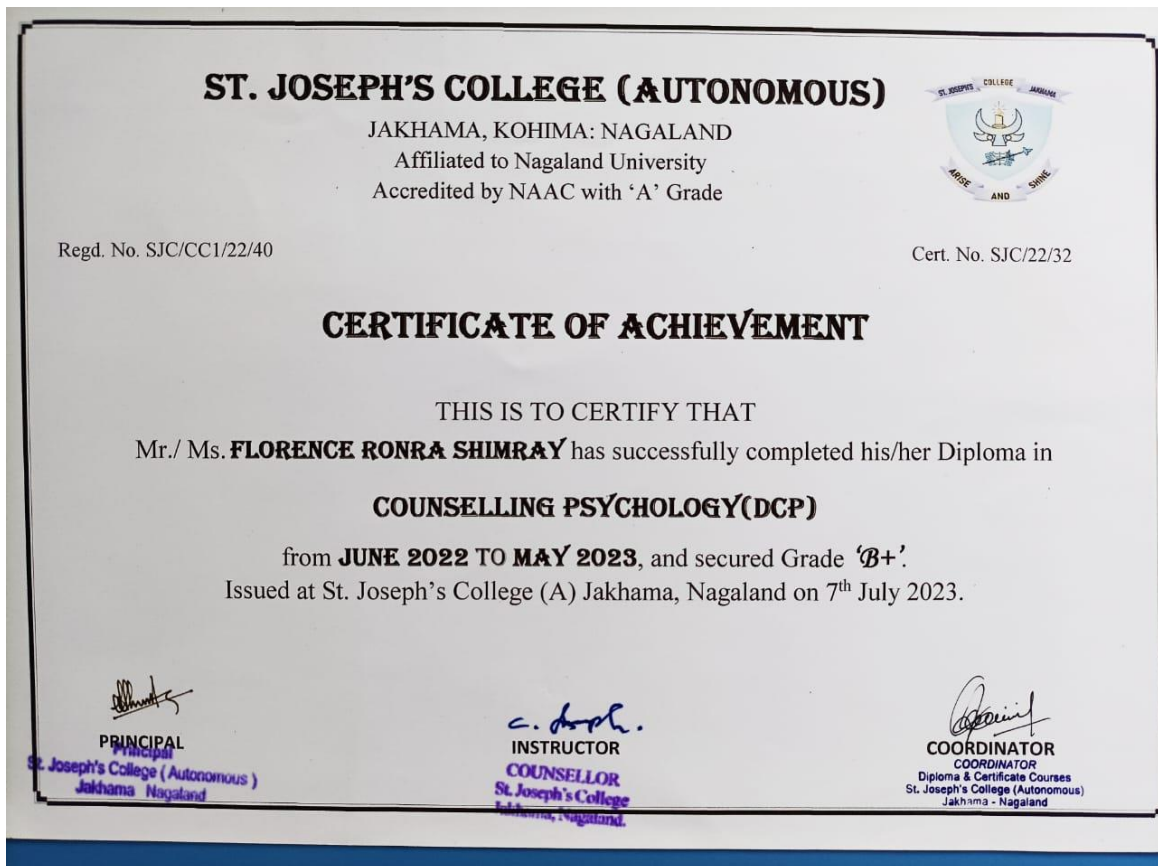 ST. JOSEPH'S COLLEGE (AUTONOMOUS)
JAKHAMA, KOHIMA: NAGALAND
Affiliated to Nagaland University
Accredited by NAAC with ‘A’ Grade
ST. JOSEPH'S COLLEGE JAKHAMA
ARISE AND SHINE
Regd. No. SJC/CC1/22/40
Cert. No. SJC/22/32
CERTIFICATE OF ACHIEVEMENT
THIS IS TO CERTIFY THAT
Mr./ Ms. FLORENCE RONRA SHIMRAY has successfully completed his/her Diploma in
COUNSELLING PSYCHOLOGY(DCP)
from JUNE 2022 TO MAY 2023, and secured Grade ‘B+’.
Issued at St. Joseph’s College (A) Jakhama, Nagaland on 7th July 2023.
PRINCIPAL
Principal
St. Joseph's College ( Autonomous )
Jakhama Nagaland
C. Joseph.
INSTRUCTOR
COUNSELLOR
St. Joseph's College
Jakhama, Nagaland.
COORDINATOR
COORDINATOR
Diploma & Certificate Courses
St. Joseph's College (Autonomous)
Jakhama - Nagaland